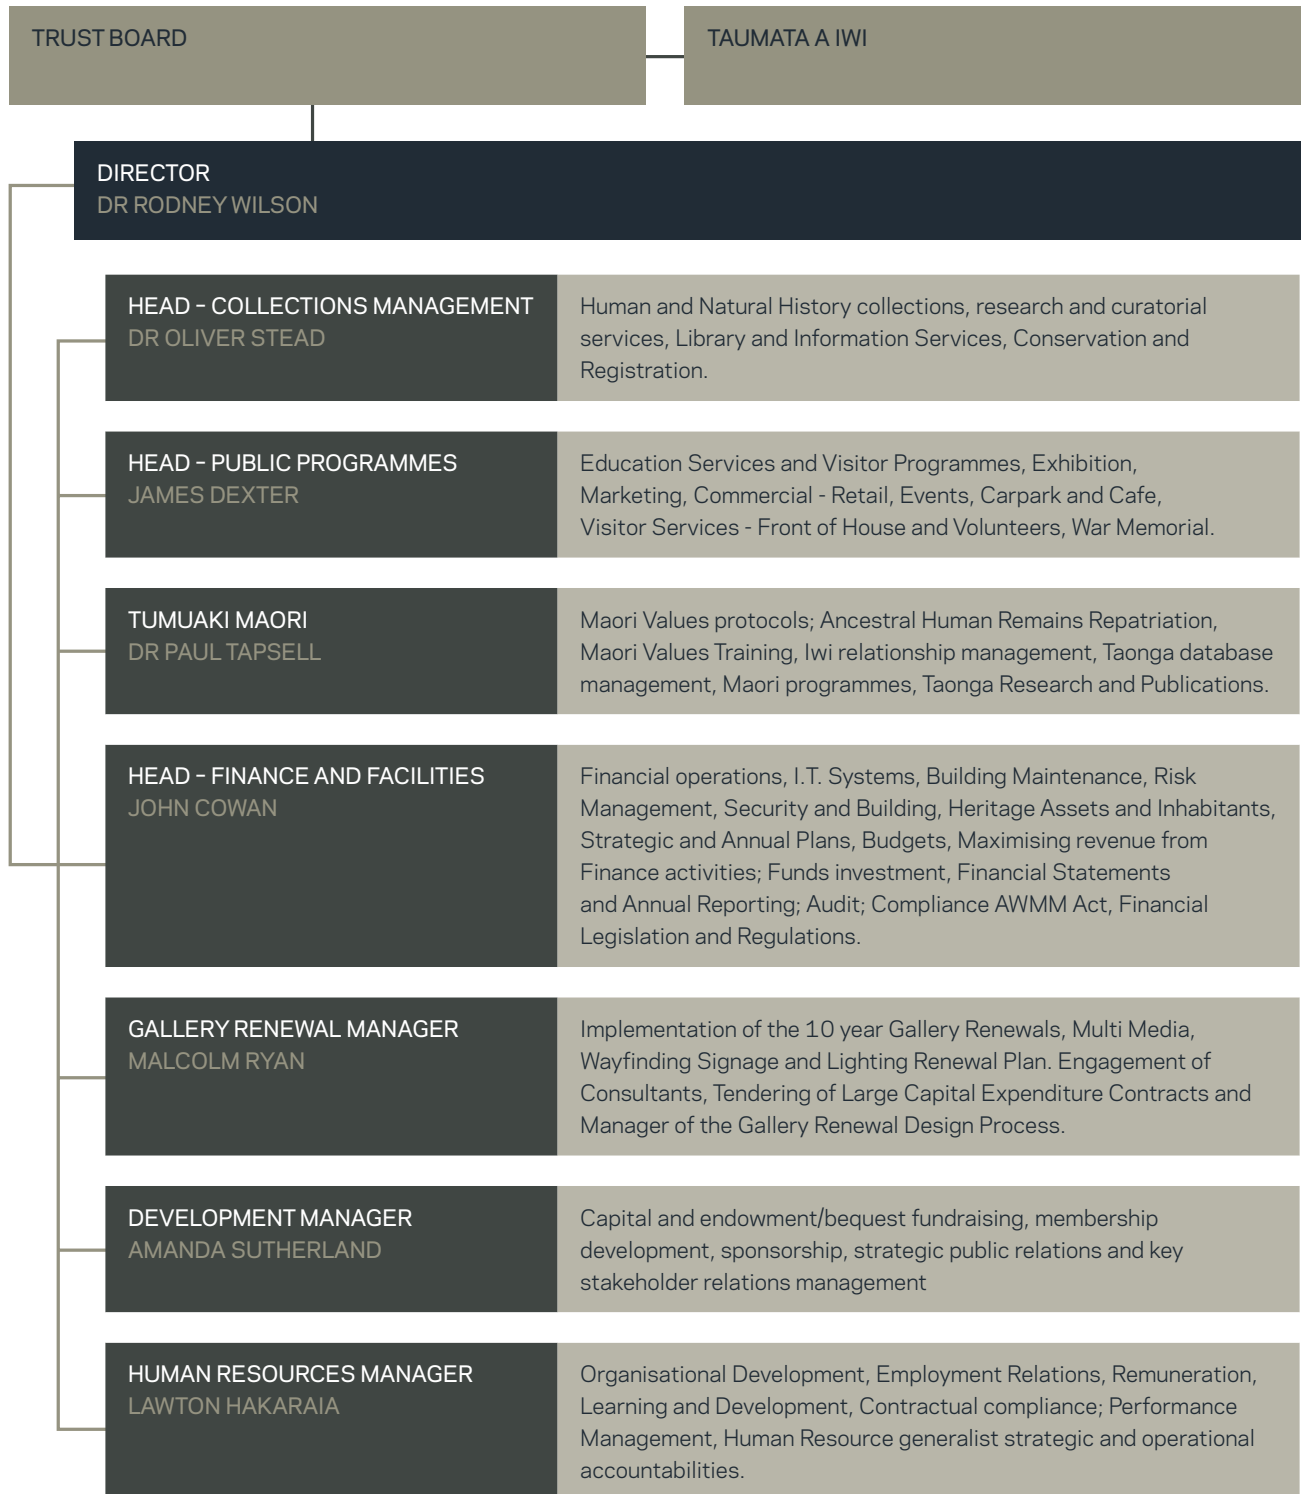 TRUST BOARD
TAUMATA A IWI
DIRECTOR
DR RODNEY WILSON
HEAD – COLLECTIONS MANAGEMENT
DR OLIVER STEAD
Human and Natural History collections, research and curatorial
services, Library and Information Services, Conservation and
Registration.
HEAD – PUBLIC PROGRAMMES
JAMES DEXTER
Education Services and Visitor Programmes, Exhibition,
Marketing, Commercial - Retail, Events, Carpark and Cafe,
Visitor Services - Front of House and Volunteers, War Memorial.
TUMUAKI MAORI
DR PAUL TAPSELL
Maori Values protocols; Ancestral Human Remains Repatriation,
Maori Values Training, Iwi relationship management, Taonga database
management, Maori programmes, Taonga Research and Publications.
HEAD – FINANCE AND FACILITIES
JOHN COWAN
Financial operations, I.T. Systems, Building Maintenance, Risk
Management, Security and Building, Heritage Assets and Inhabitants,
Strategic and Annual Plans, Budgets, Maximising revenue from
Finance activities; Funds investment, Financial Statements
and Annual Reporting; Audit; Compliance AWMM Act, Financial
Legislation and Regulations.
GALLERY RENEWAL MANAGER
MALCOLM RYAN
Implementation of the 10 year Gallery Renewals, Multi Media,
Wayfinding Signage and Lighting Renewal Plan. Engagement of
Consultants, Tendering of Large Capital Expenditure Contracts and
Manager of the Gallery Renewal Design Process.
DEVELOPMENT MANAGER
AMANDA SUTHERLAND
Capital and endowment/bequest fundraising, membership
development, sponsorship, strategic public relations and key
stakeholder relations management
HUMAN RESOURCES MANAGER
LAWTON HAKARAIA
Organisational Development, Employment Relations, Remuneration,
Learning and Development, Contractual compliance; Performance
Management, Human Resource generalist strategic and operational
accountabilities.